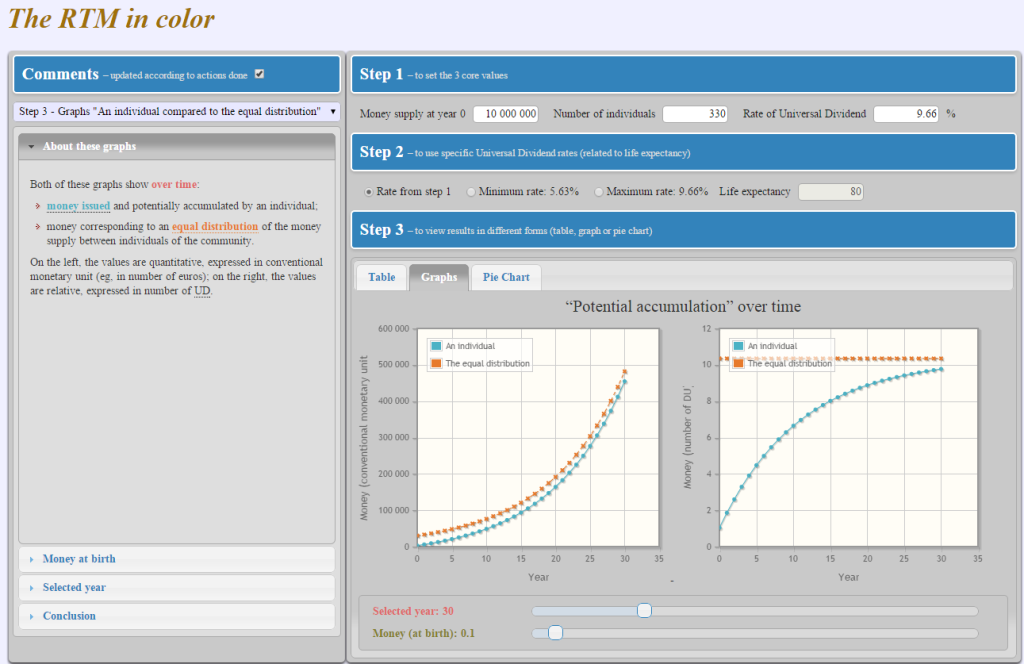 The RTM in color
Comments – updated according to actions done
Step 3 - Graphs "An individual compared to the equal distribution"
About these graphs
Both of these graphs show over time:
money issued and potentially accumulated by an individual;
money corresponding to an equal distribution of the money
supply between individuals of the community.
On the left, the values are quantitative, expressed in conventional
monetary unit (eg, in number of euros); on the right, the values
are relative, expressed in number of UD.
Money at birth
Selected year
Conclusion
Step 1 – to set the 3 core values
Money supply at year 0 10 000 000 Number of individuals 330 Rate of Universal Dividend 9.66 %
Step 2 – to use specific Universal Dividend rates (related to life expectancy)
Rate from step 1 Minimum rate: 5.63% Maximum rate: 9.66% Life expectancy 80
Step 3 – to view results in different forms (table, graph or pie chart)
Table Graphs Pie Chart
“Potential accumulation” over time
Money (conventional monetary unit
600 000
500 000
400 000
300 000
200 000
100 000
0
An individual
The equal distribution
0 5 10 15 20 25 30 35
Year
Money (number of DU)
12
10
8
6
4
2
0
An individual
The equal distribution
0 5 10 15 20 25 30 35
Year
Selected year: 30
Money (at birth): 0.1